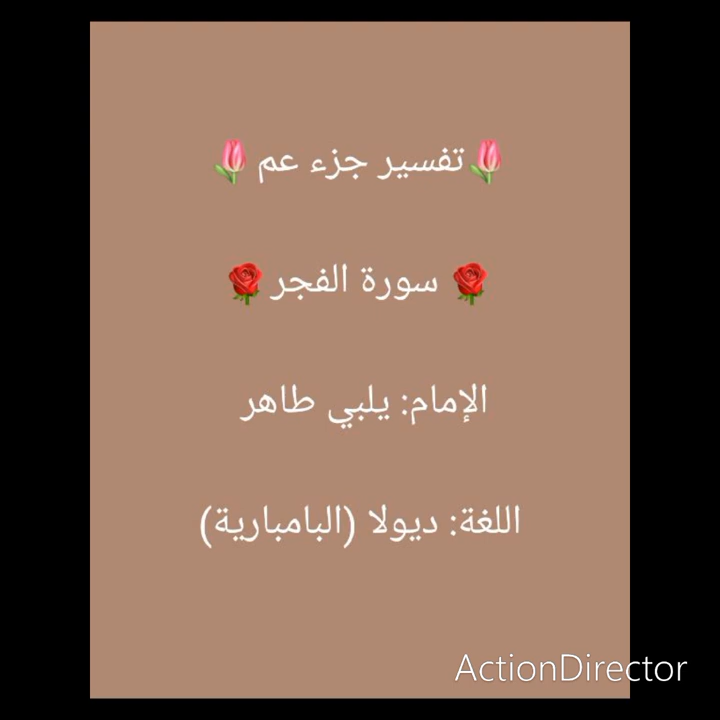 🌷تفسير جزء عم🌷
🌹 سورة الفجر🌹
الإمام: يلبي طاهر
اللغة: ديولا (البامبارية)
ActionDirector